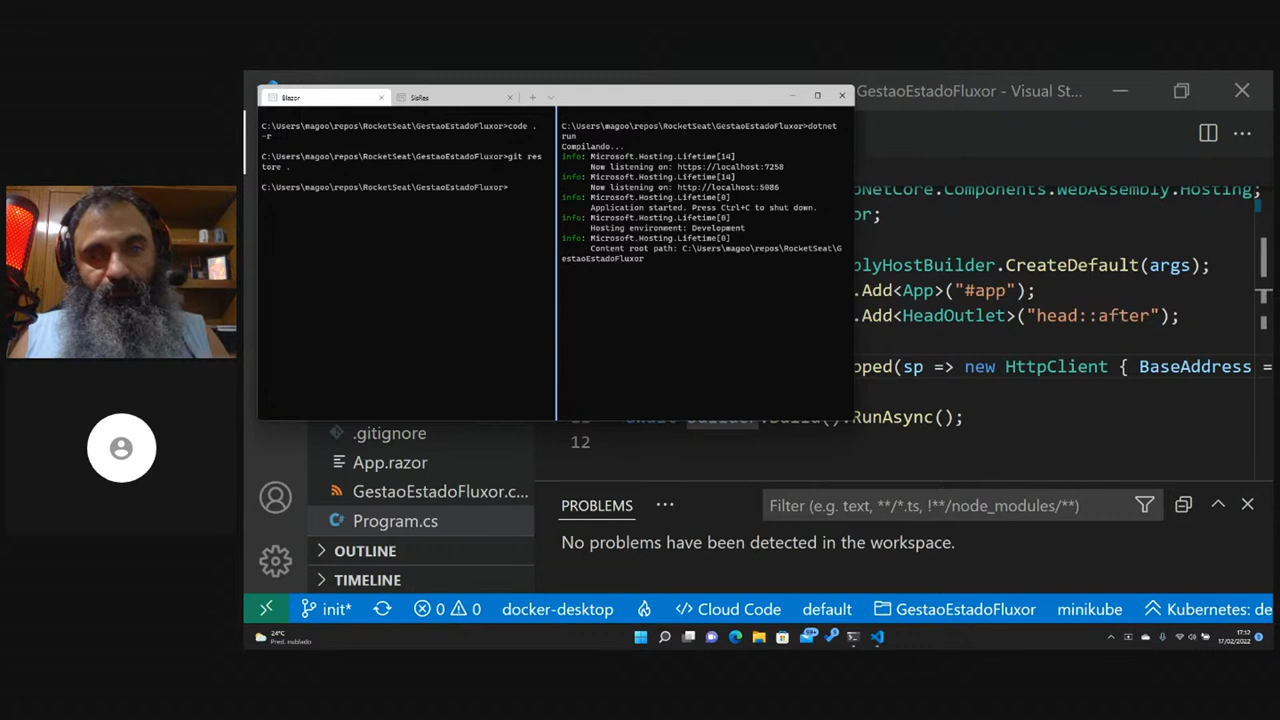 GestaoEstadoFluxor - Visual St...
Blazor
SisRes
C:\Users\magoo\repos\RocketSeat\GestaoEstadoFluxor>code .
-r
C:\Users\magoo\repos\RocketSeat\GestaoEstadoFluxor>git res
tore .
C:\Users\magoo\repos\RocketSeat\GestaoEstadoFluxor>
C:\Users\magoo\repos\RocketSeat\GestaoEstadoFluxor>dotnet
run
Compilando...
info: Microsoft.Hosting.Lifetime[14]
Now listening on: https://localhost:7258
info: Microsoft.Hosting.Lifetime[14]
Now listening on: http://localhost:5086
info: Microsoft.Hosting.Lifetime[0]
Application started. Press Ctrl+C to shut down.
info: Microsoft.Hosting.Lifetime[0]
Hosting environment: Development
info: Microsoft.Hosting.Lifetime[0]
Content root path: C:\Users\magoo\repos\RocketSeat\G
estaoEstadoFluxor
pNetCore.Components.WebAssembly.Hosting;
or;
blyHostBuilder.CreateDefault(args);
.Add<App>("#app");
.Add<HeadOutlet>("head::after");
oped(sp => new HttpClient { BaseAddress =
await builder.Build().RunAsync();
12
.gitignore
App.razor
GestaoEstadoFluxor.c...
Program.cs
OUTLINE
TIMELINE
PROBLEMS
Filter (e.g. text, **/*.ts, !**/node_modules/**)
No problems have been detected in the workspace.
init* 0 0 docker-desktop Cloud Code default GestaoEstadoFluxor minikube Kubernetes: de
24°C
Pred. nublado
17:12
17/02/2022